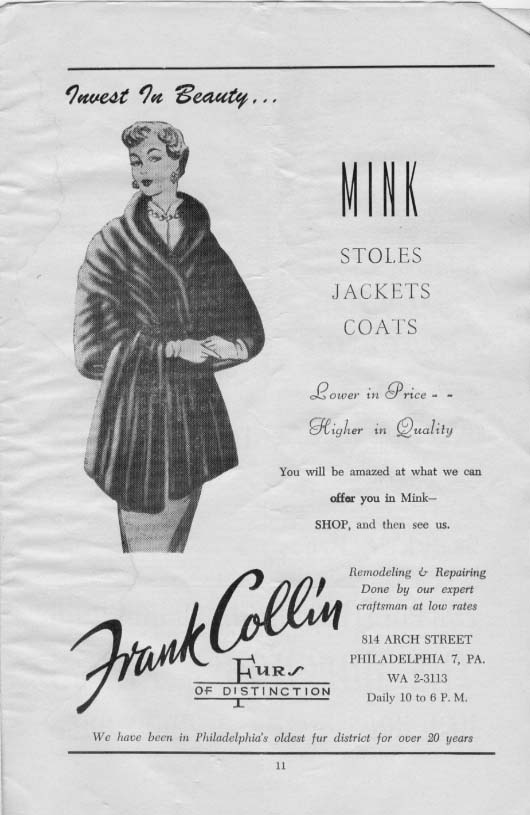 Invest In Beauty...
MINK
STOLES
JACKETS
COATS
Lower in Price - -
Higher in Quality
You will be amazed at what we can
offer you in Mink—
SHOP, and then see us.
Remodeling & Repairing
Done by our expert
craftsman at low rates
Frank Collin
FURS
OF DISTINCTION
814 ARCH STREET
PHILADELPHIA 7, PA.
WA 2-3113
Daily 10 to 6 P. M.
We have been in Philadelphia's oldest fur district for over 20 years
11